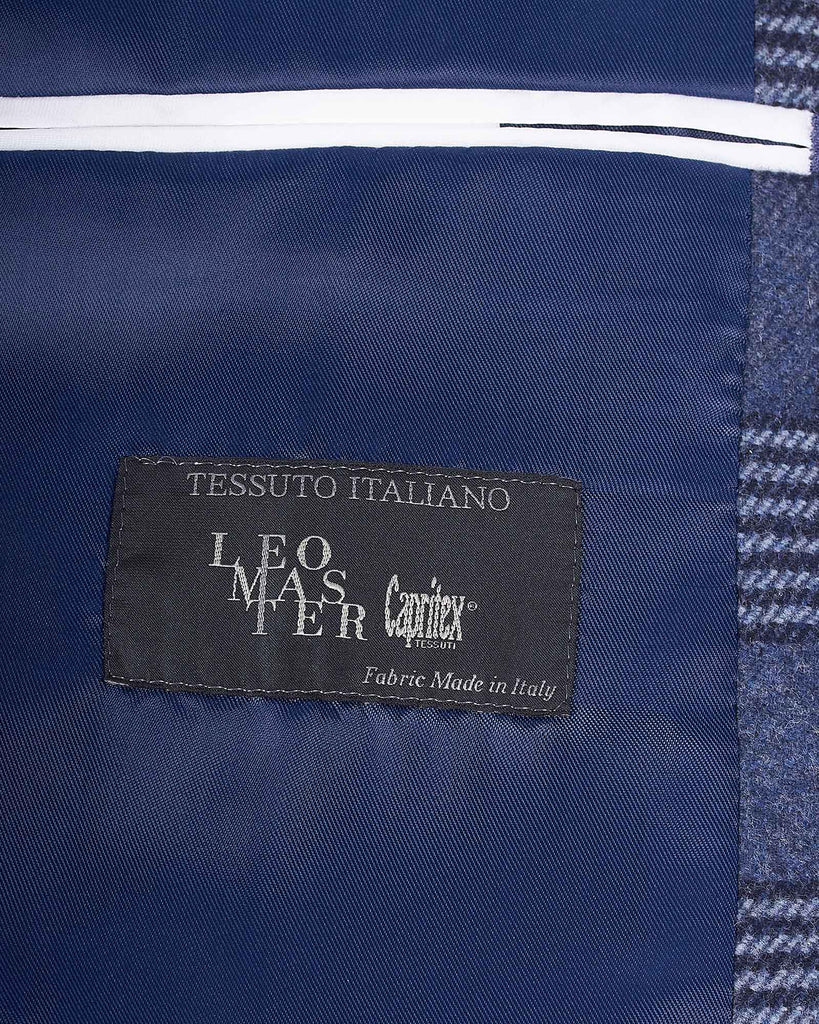 TESSUTO ITALIANO
LEO
MAS
TER
Capritex®
TESSUTI
Fabric Made in Italy